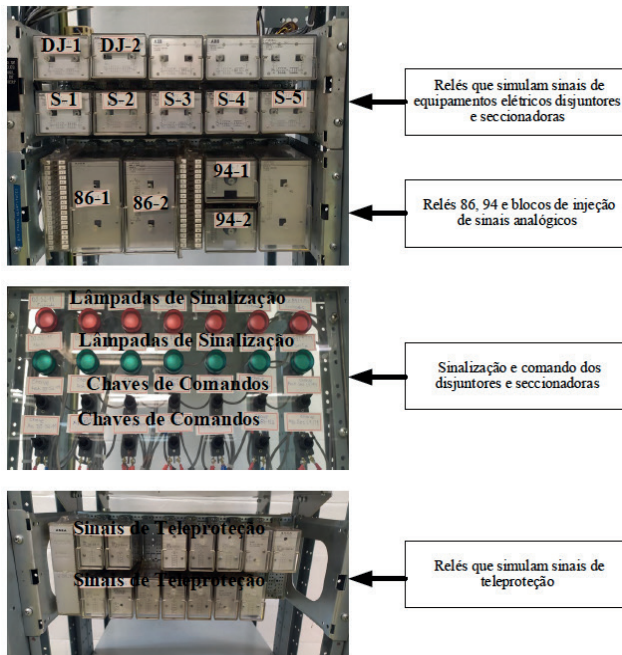 DJ-1 DJ-2
S-1 S-2 S-3 S-4 S-5
Relés que simulam sinais de
equipamentos elétricos disjuntores
e seccionadoras
86-1 86-2 94-1
94-2
Relés 86, 94 e blocos de injeção
de sinais analógicos
Lâmpadas de Sinalização
Lâmpadas de Sinalização
Chaves de Comandos
Chaves de Comandos
Sinalização e comando dos
disjuntores e seccionadoras
Sinais de Teleproteção
Sinais de Teleproteção
Relés que simulam sinais de
teleproteção